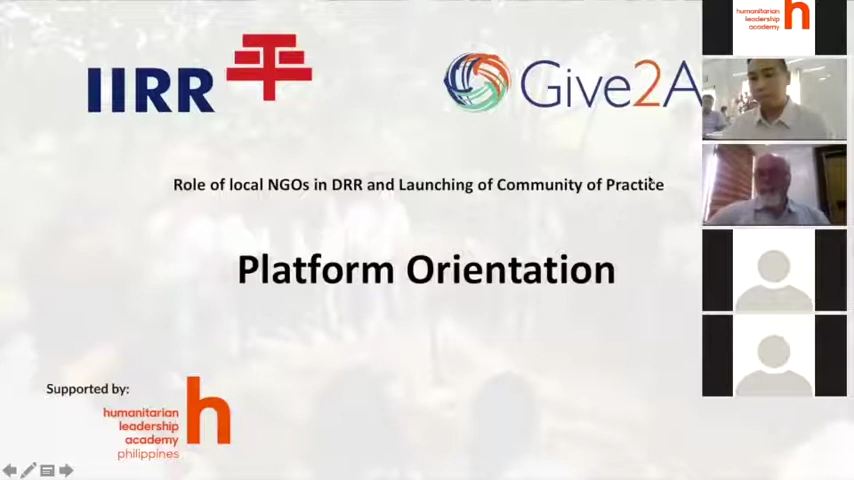 IIRR
Give2A
Role of local NGOs in DRR and Launching of Community of Practice
Platform Orientation
Supported by:
humanitarian
leadership
academy
philippines
h
humanitarian
leadership
academy
h